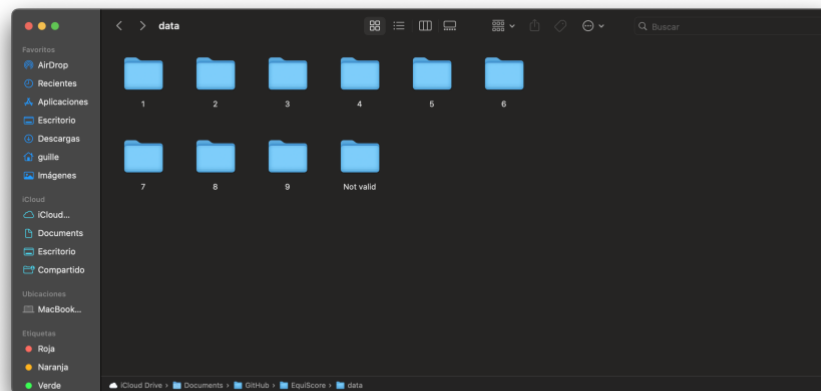 data
Buscar
Favoritos
AirDrop
Recientes
Aplicaciones
Escritorio
Descargas
guille
Imágenes
iCloud
iCloud...
Documents
Escritorio
Compartido
Ubicaciones
MacBook...
Etiquetas
Roja
Naranja
Verde
1 2 3 4 5 6
7 8 9 Not valid
iCloud Drive › Documents › GitHub › EquiScore › data